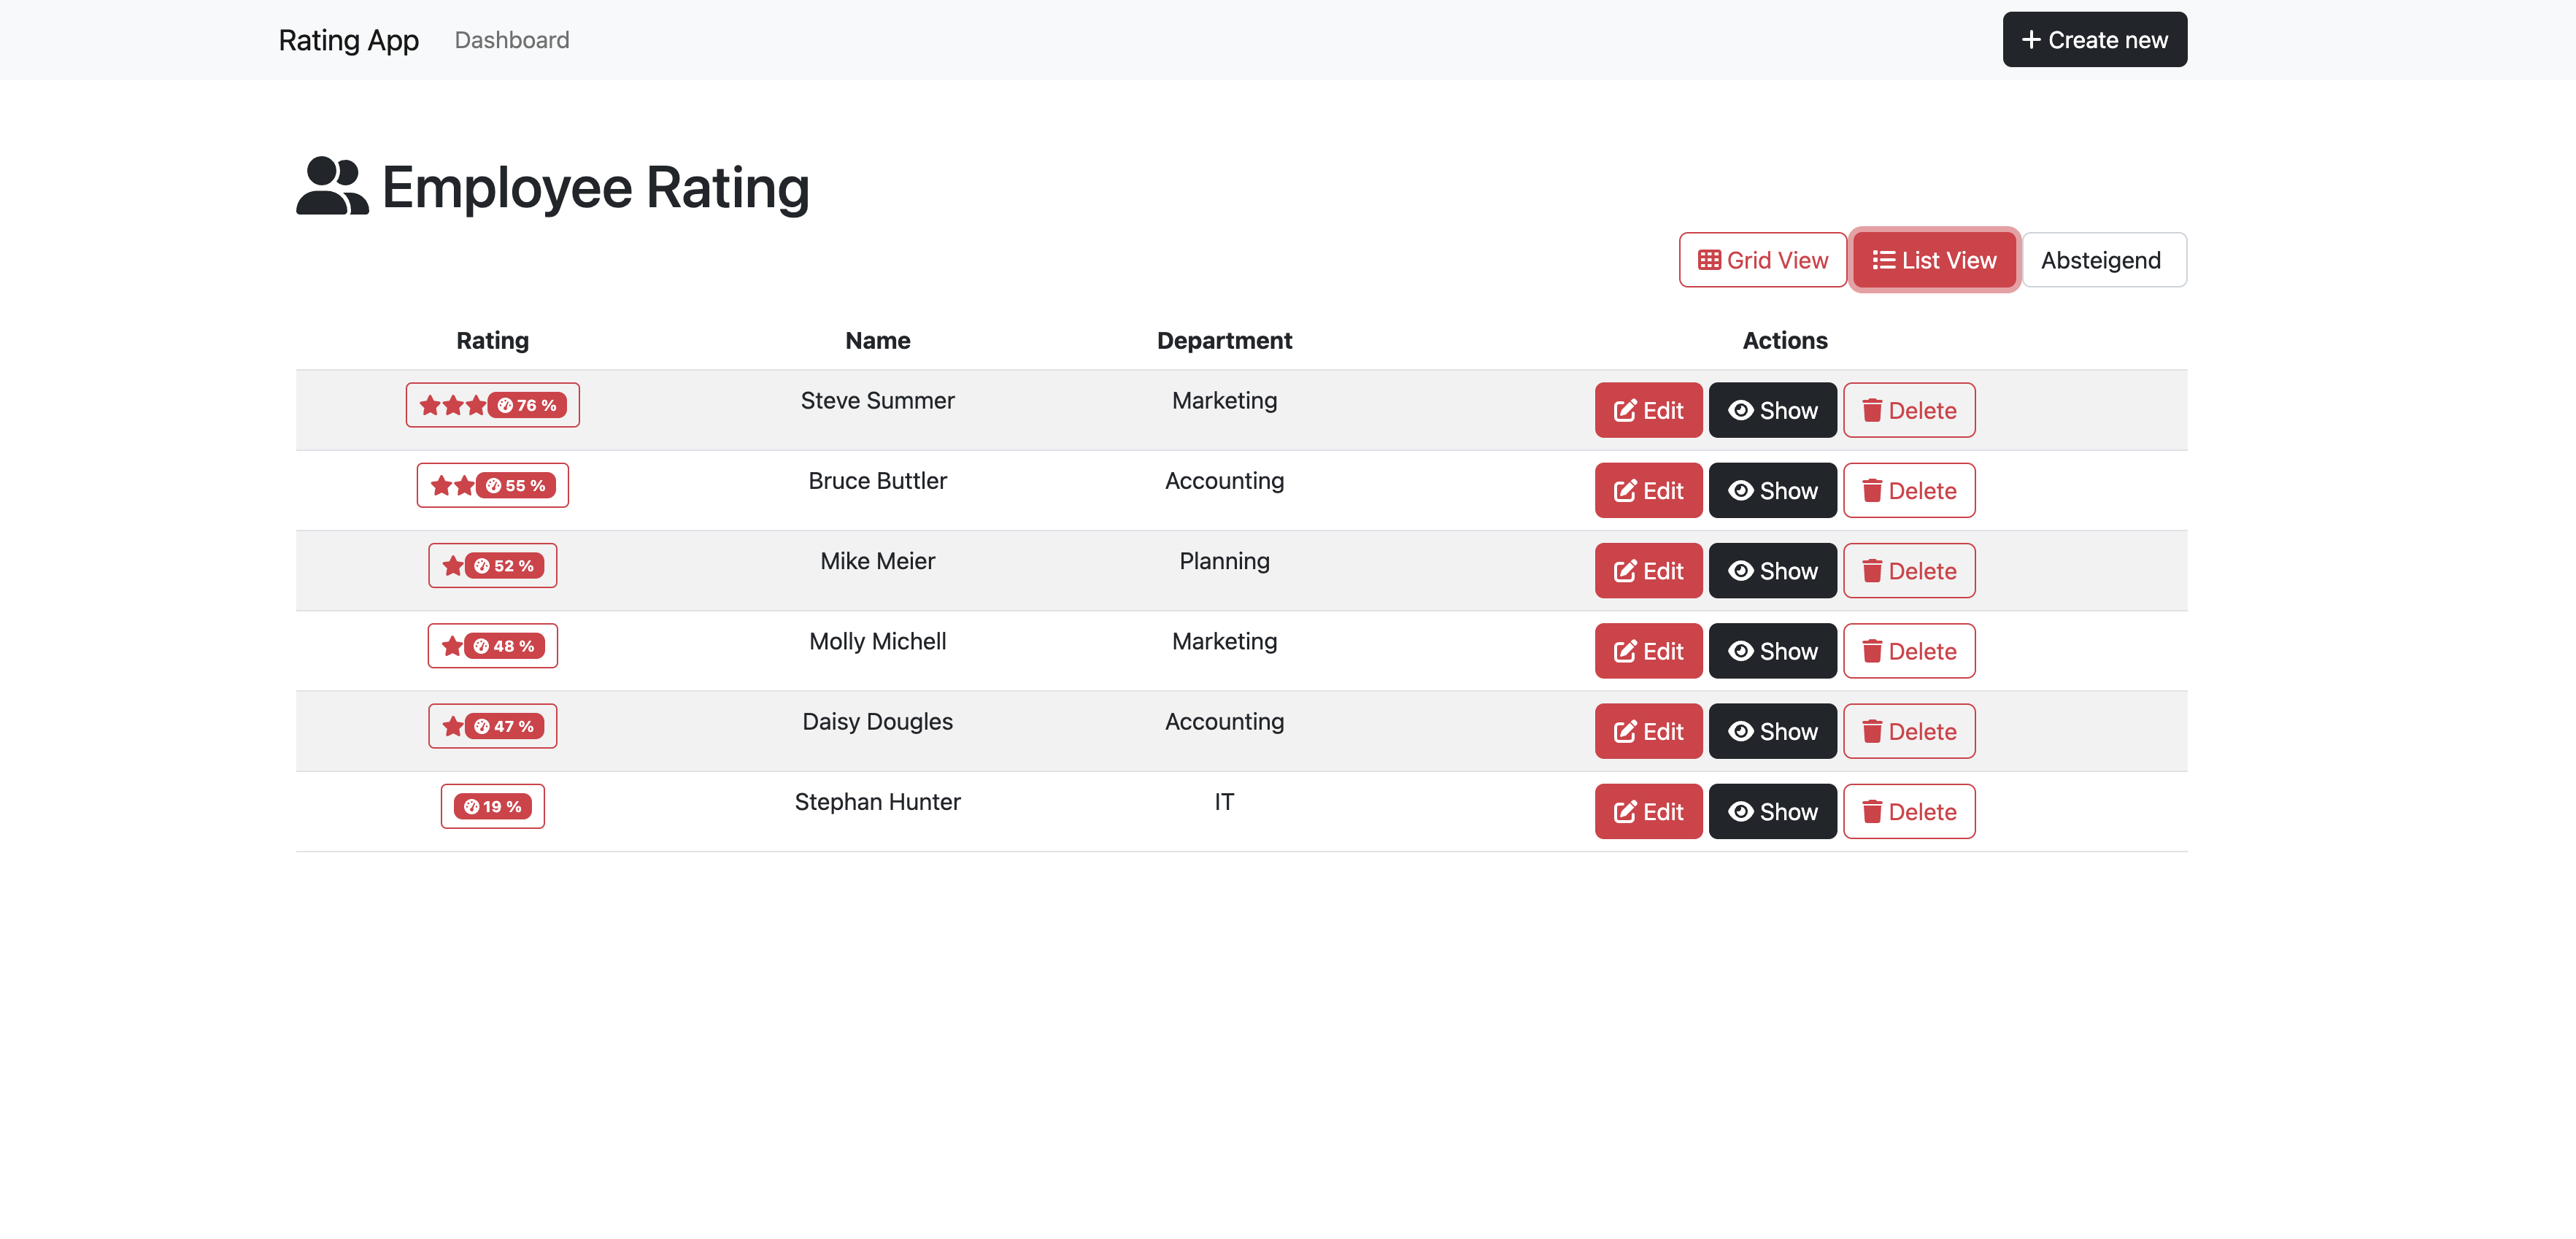 Rating App Dashboard Create new
Employee Rating
Grid View List View Absteigend
Rating Name Department Actions
76 % Steve Summer Marketing Edit Show Delete
55 % Bruce Buttler Accounting Edit Show Delete
52 % Mike Meier Planning Edit Show Delete
48 % Molly Michell Marketing Edit Show Delete
47 % Daisy Dougles Accounting Edit Show Delete
19 % Stephan Hunter IT Edit Show Delete